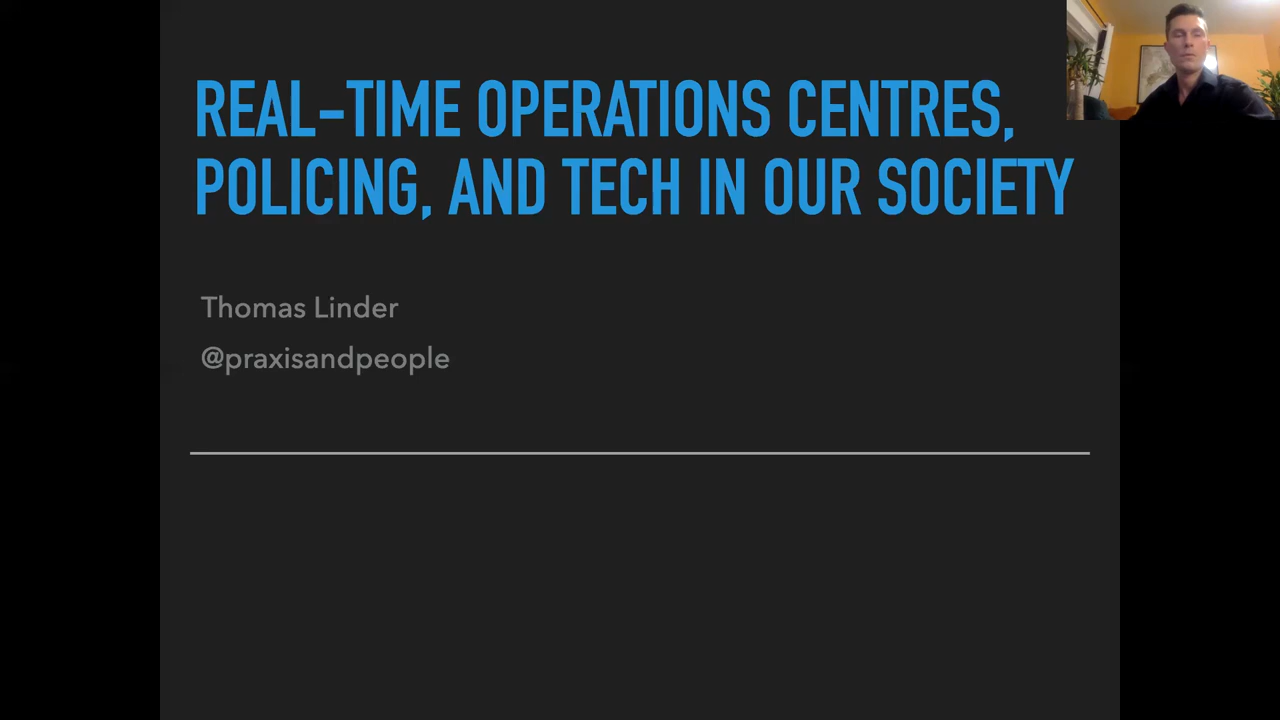 REAL-TIME OPERATIONS CENTRES,
POLICING, AND TECH IN OUR SOCIETY
Thomas Linder
@praxisandpeople